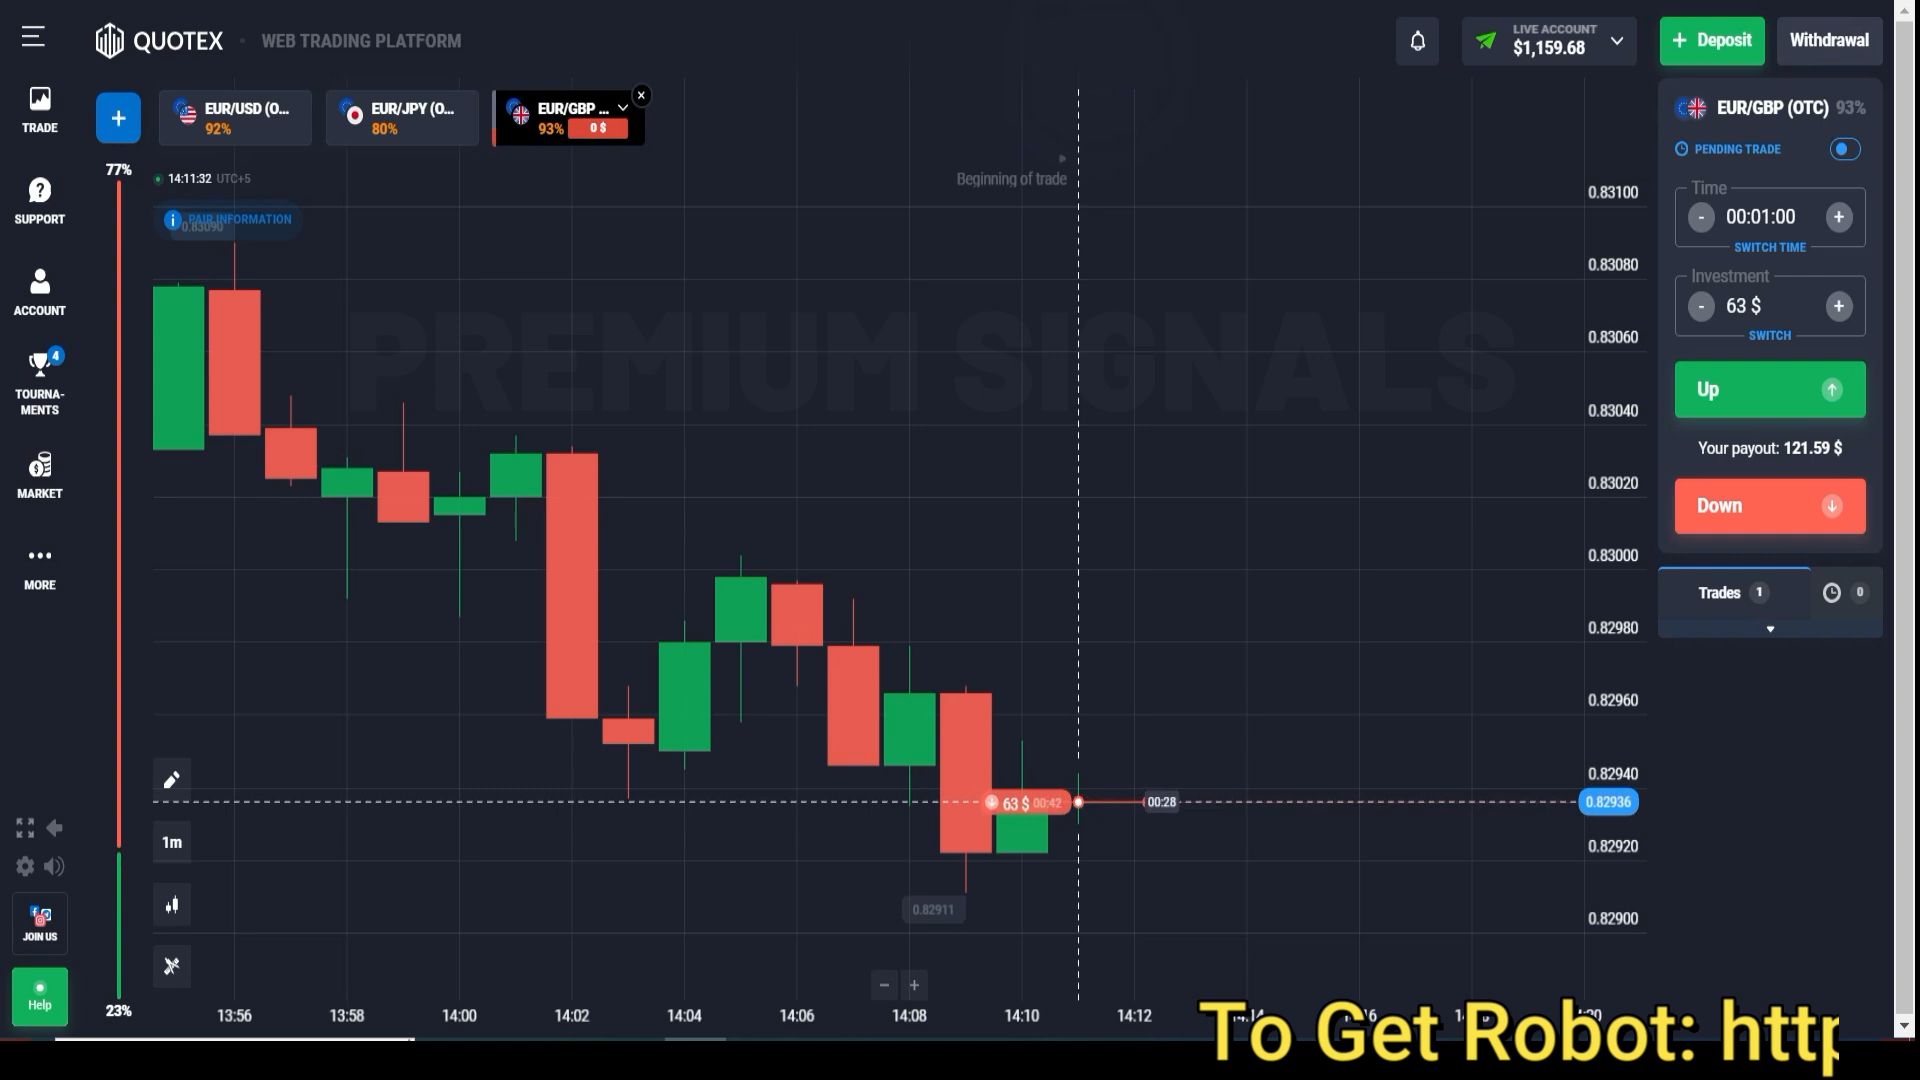 QUOTEX
WEB TRADING PLATFORM
LIVE ACCOUNT
$1,159.68
+ Deposit
Withdrawal
TRADE
SUPPORT
ACCOUNT
4
TOURNA-
MENTS
MARKET
MORE
JOIN US
Help
+
EUR/USD (O...
92%
EUR/JPY (O...
80%
EUR/GBP ...
93% 0 $
77%
23%
14:11:32 UTC+5
PAIR INFORMATION
0.83090
Beginning of trade
PREMIUM SIGNALS
0.83100
0.83080
0.83060
0.83040
0.83020
0.83000
0.82980
0.82960
0.82940
0.82936
0.82920
0.82900
63 $ 00:42
00:28
0.82911
1m
13:56 13:58 14:00 14:02 14:04 14:06 14:08 14:10 14:12
EUR/GBP (OTC) 93%
PENDING TRADE
Time
- 00:01:00 +
SWITCH TIME
Investment
- 63 $ +
SWITCH
Up
Your payout: 121.59 $
Down
Trades 1
0
To Get Robot: http